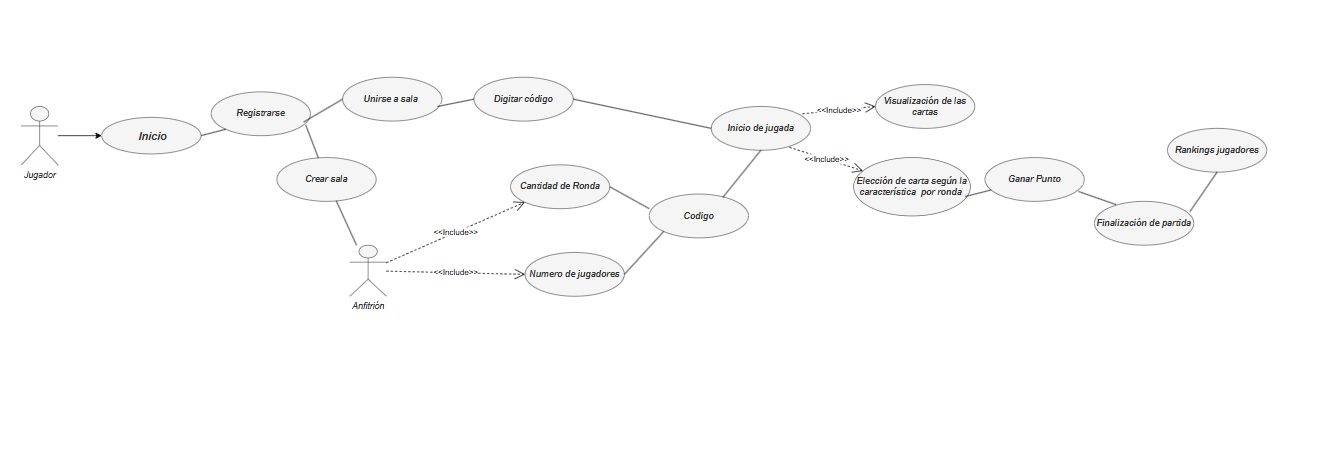 Jugador
Inicio
Registrarse
Unirse a sala
Digitar código
Crear sala
Anfitrión
<<Include>>
<<Include>>
Cantidad de Ronda
Numero de jugadores
Codigo
Inicio de jugada
<<Include>>
<<Include>>
Visualización de las
cartas
Elección de carta según la
característica por ronda
Ganar Punto
Finalización de partida
Rankings jugadores